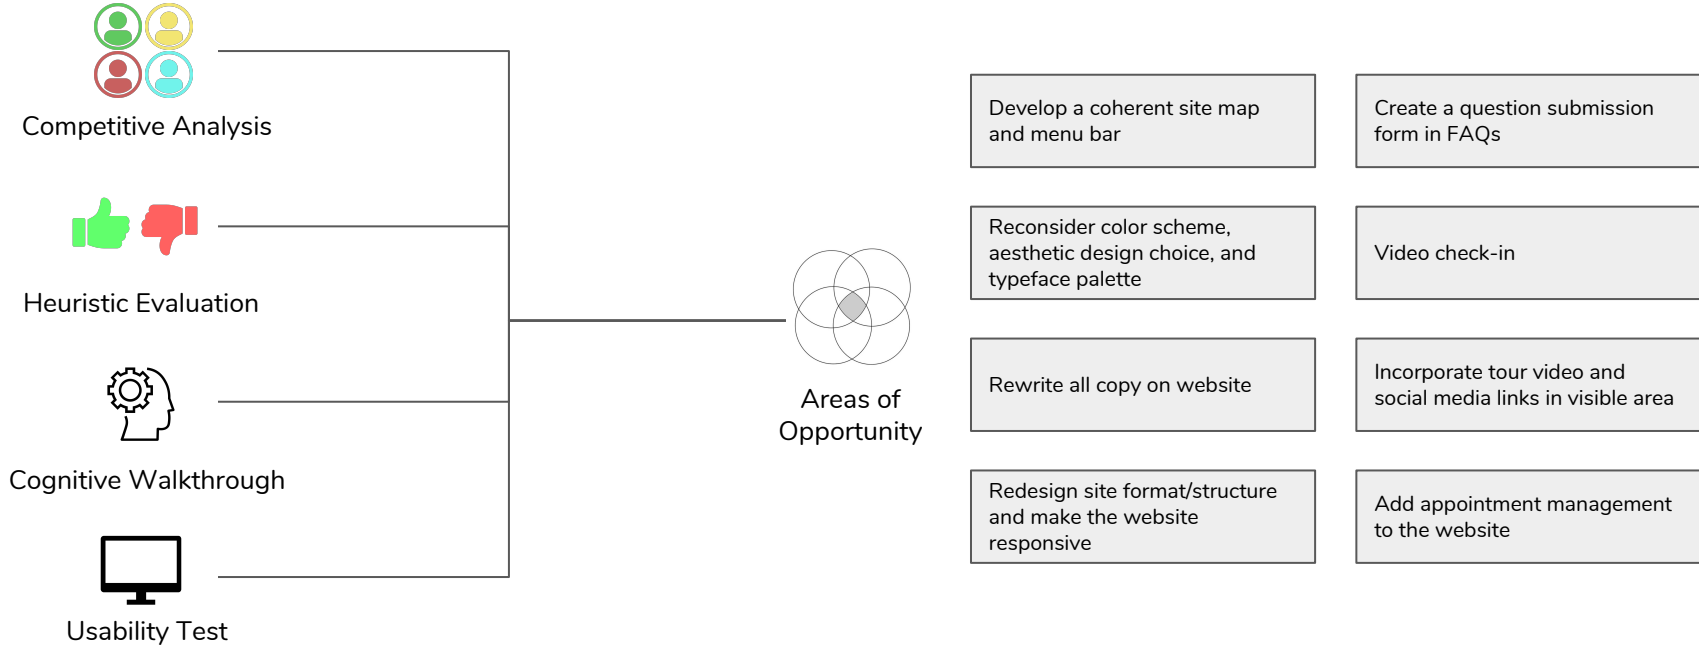 Competitive Analysis
Heuristic Evaluation
Cognitive Walkthrough
Usability Test
Areas of
Opportunity
Develop a coherent site map
and menu bar
Reconsider color scheme,
aesthetic design choice, and
typeface palette
Rewrite all copy on website
Redesign site format/structure
and make the website
responsive
Create a question submission
form in FAQs
Video check-in
Incorporate tour video and
social media links in visible area
Add appointment management
to the website